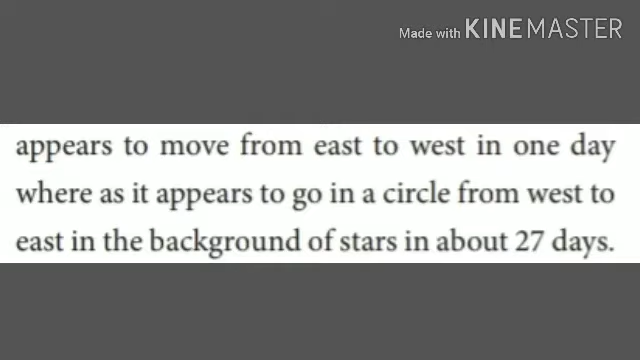 Made with KINEMASTER
appears to move from east to west in one day
where as it appears to go in a circle from west to
east in the background of stars in about 27 days.